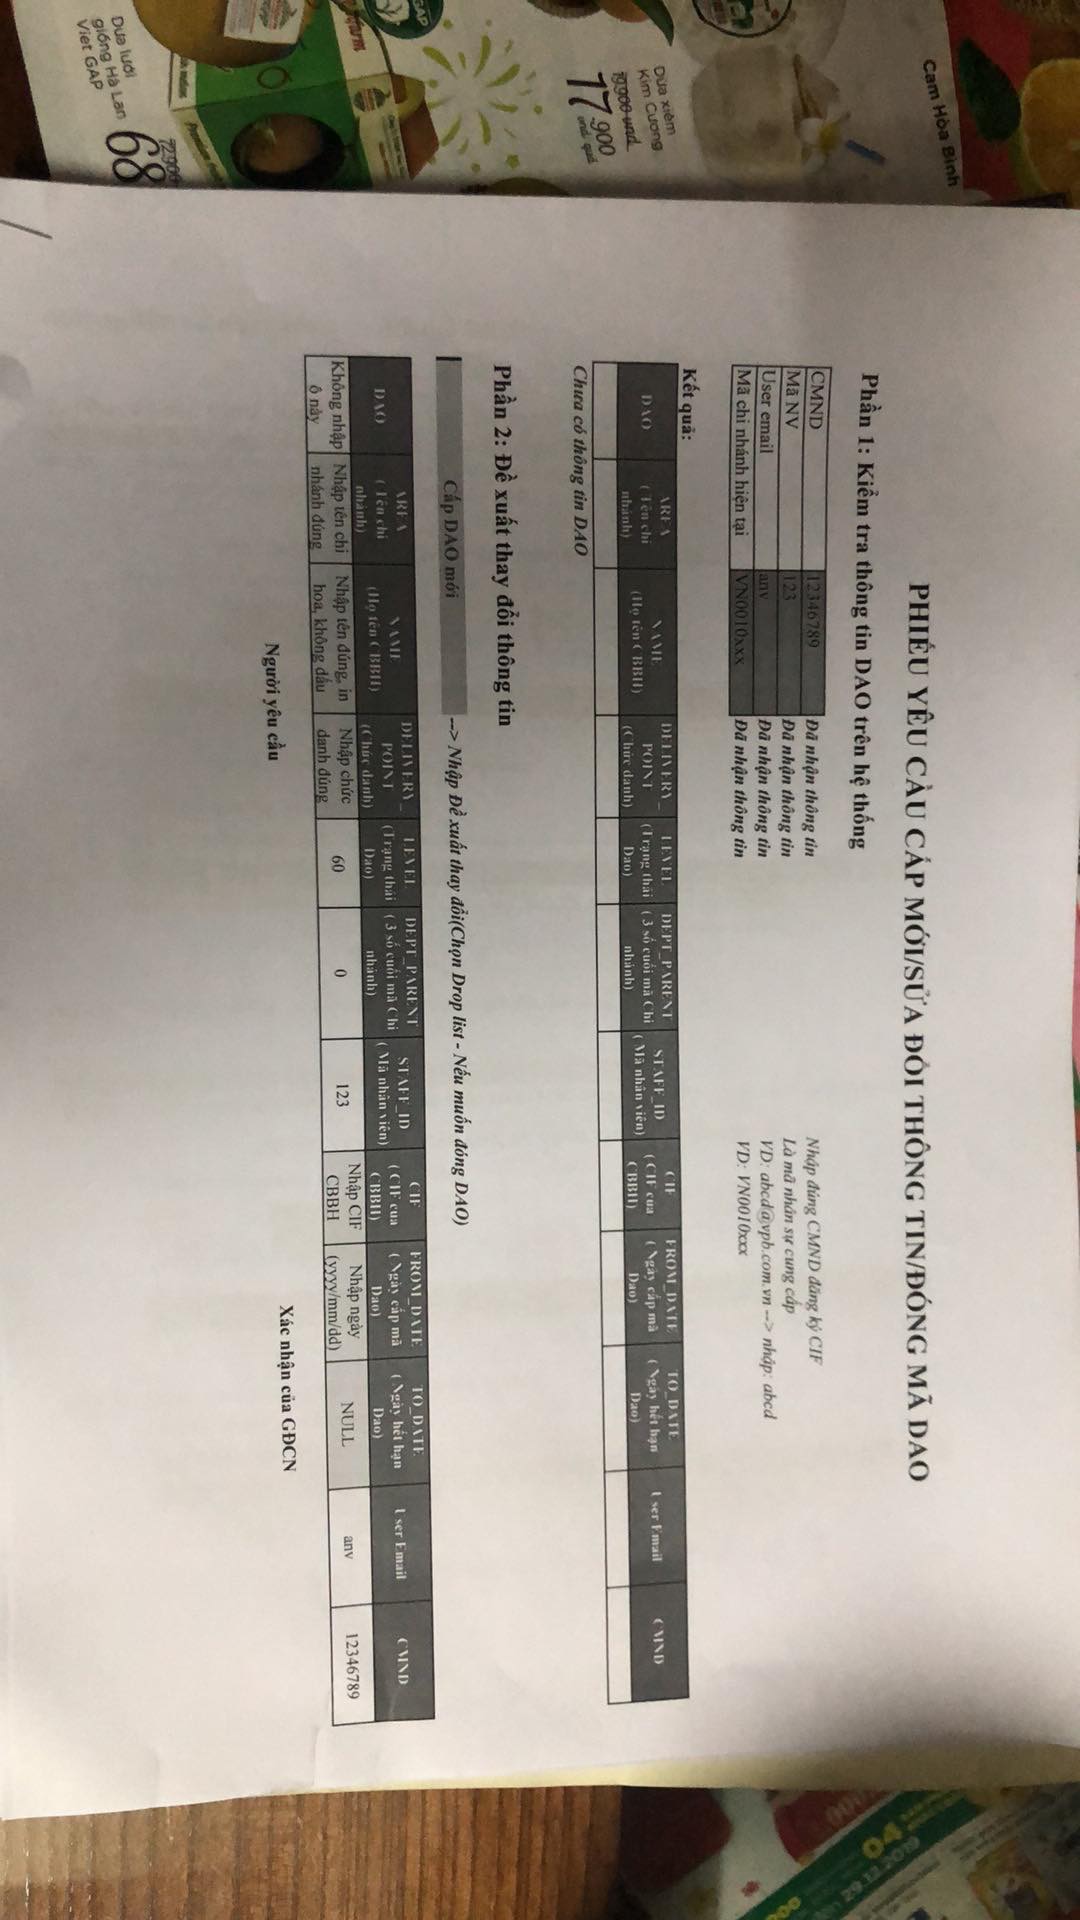 Cam Hòa Bình
Dừa xiêm
Kim Cương
19.900 vnd
17.900
vnd quả
GAP
72.900
68
Dưa lưới
giống Hà Lan
Viet GAP
PHIẾU YÊU CẦU CẤP MỚI/SỬA ĐỔI THÔNG TIN/ĐÓNG MÃ DAO
Phần 1: Kiểm tra thông tin DAO trên hệ thống
CMND 12346789 Đã nhận thông tin Nhập đúng CMND đăng ký CIF
Mã NV 123 Đã nhận thông tin Là mã nhân sự cung cấp
User email anv Đã nhận thông tin VD: abcd@vpb.com.vn --> nhập: abcd
Mã chi nhánh hiện tại VN0010xxx Đã nhận thông tin VD: VN0010xxx
Kết quả:
DAO
AREA
( Tên chi
nhánh)
NAME
(Họ tên CBBH)
DELIVERY_
POINT
(Chức danh)
LEVEL
(Trạng thái
Dao)
DEPT_PARENT
( 3 số cuối mã Chi
nhánh)
STAFF_ID
( Mã nhân viên)
CIF
( CIF của
CBBH)
FROM_DATE
( Ngày cấp mã
Dao)
TO_DATE
( Ngày hết hạn
Dao)
User Email
CMND
Chưa có thông tin DAO
Phần 2: Đề xuất thay đổi thông tin
Cấp DAO mới --> Nhập Đề xuất thay đổi(Chọn Drop list - Nếu muốn đóng DAO)
DAO
AREA
( Tên chi
nhánh)
NAME
(Họ tên CBBH)
DELIVERY_
POINT
(Chức danh)
LEVEL
(Trạng thái
Dao)
DEPT_PARENT
( 3 số cuối mã Chi
nhánh)
STAFF_ID
( Mã nhân viên)
CIF
( CIF của
CBBH)
FROM_DATE
( Ngày cấp mã
Dao)
TO_DATE
( Ngày hết hạn
Dao)
User Email
CMND
Không nhập
ô này
Nhập tên chi
nhánh đúng
Nhập tên đúng, in
hoa, không dấu
Nhập chức
danh đúng
60
0
123
Nhập CIF
CBBH
Nhập ngày
(yyyy/mm/dd)
NULL
anv
12346789
Người yêu cầu
Xác nhận của GĐCN